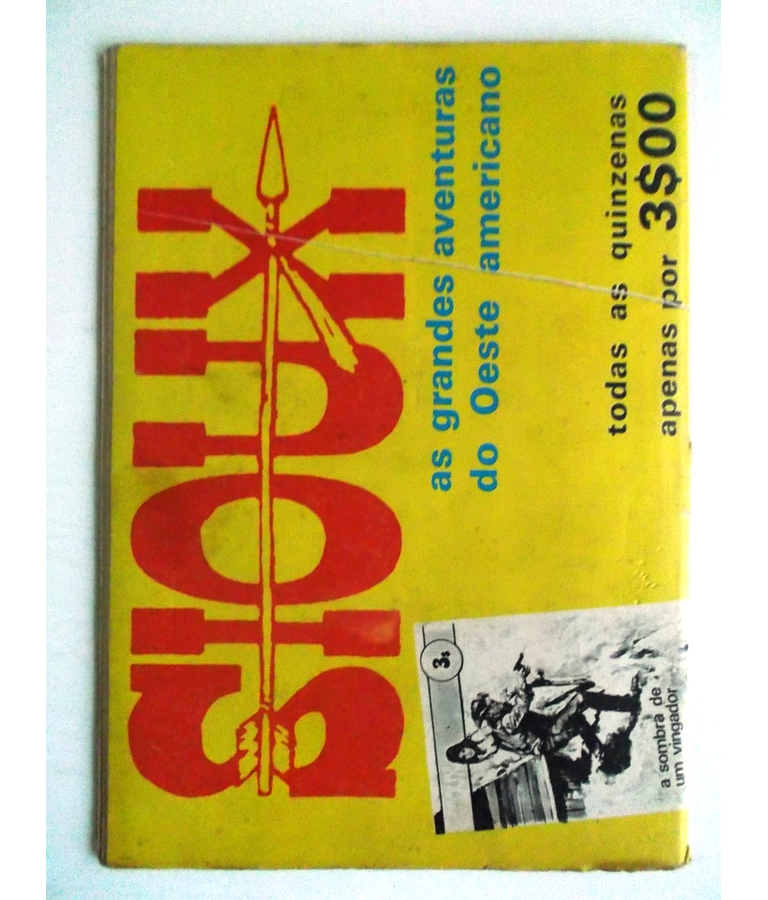 SIOUX
as grandes aventuras
do Oeste americano
todas as quinzenas
apenas por 3$00
3$
a sombra de
um vingador